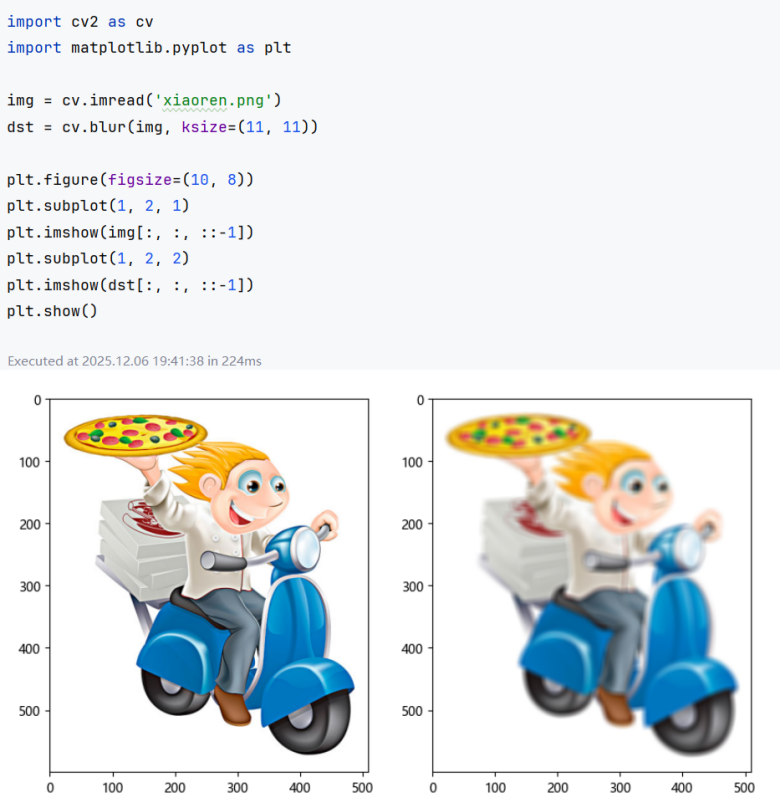 import cv2 as cv
import matplotlib.pyplot as plt
img = cv.imread('xiaoren.png')
dst = cv.blur(img, ksize=(11, 11))
plt.figure(figsize=(10, 8))
plt.subplot(1, 2, 1)
plt.imshow(img[:, :, ::-1])
plt.subplot(1, 2, 2)
plt.imshow(dst[:, :, ::-1])
plt.show()
Executed at 2025.12.06 19:41:38 in 224ms
0
100
200
300
400
500
0 100 200 300 400 500
0
100
200
300
400
500
0 100 200 300 400 500